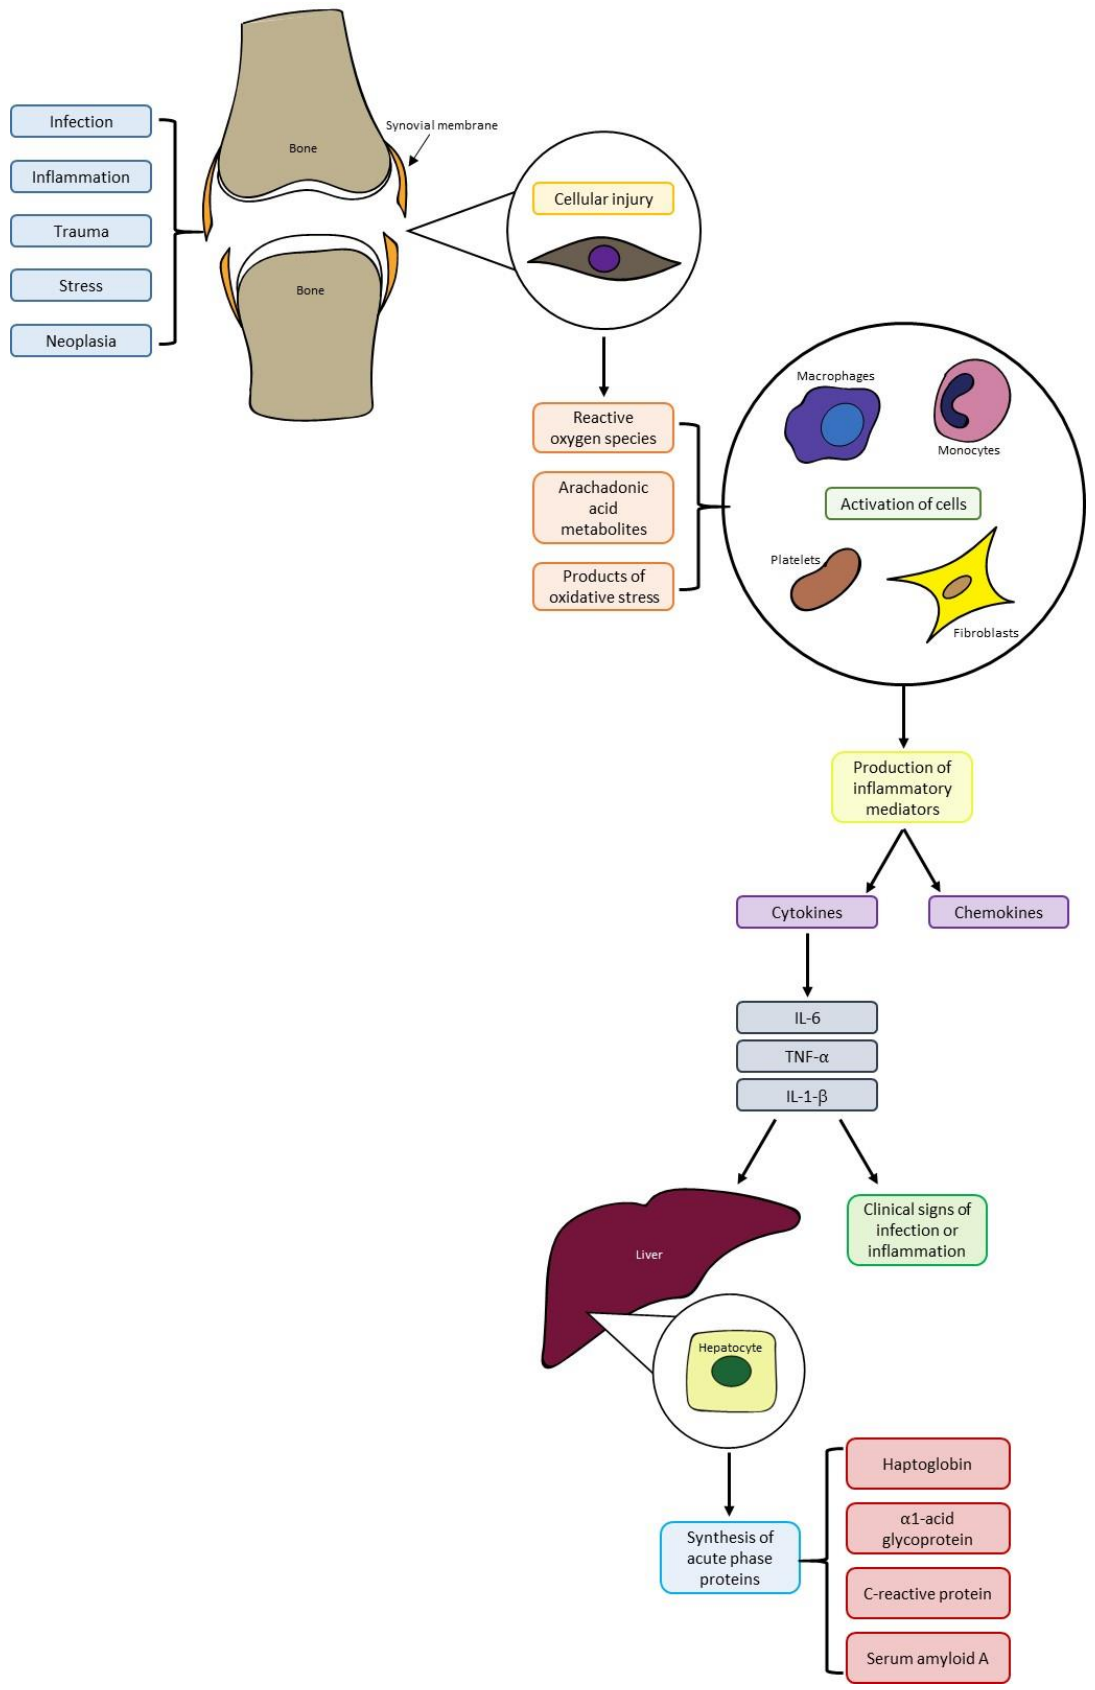 Infection
Inflammation
Trauma
Stress
Neoplasia
Bone
Synovial membrane
Bone
Cellular injury
Reactive
oxygen species
Arachadonic
acid
metabolites
Products of
oxidative stress
Macrophages
Monocytes
Activation of cells
Platelets
Fibroblasts
Production of
inflammatory
mediators
Cytokines
Chemokines
IL-6
TNF-α
IL-1-β
Liver
Clinical signs of
infection or
inflammation
Hepatocyte
Synthesis of
acute phase
proteins
Haptoglobin
α1-acid
glycoprotein
C-reactive protein
Serum amyloid A